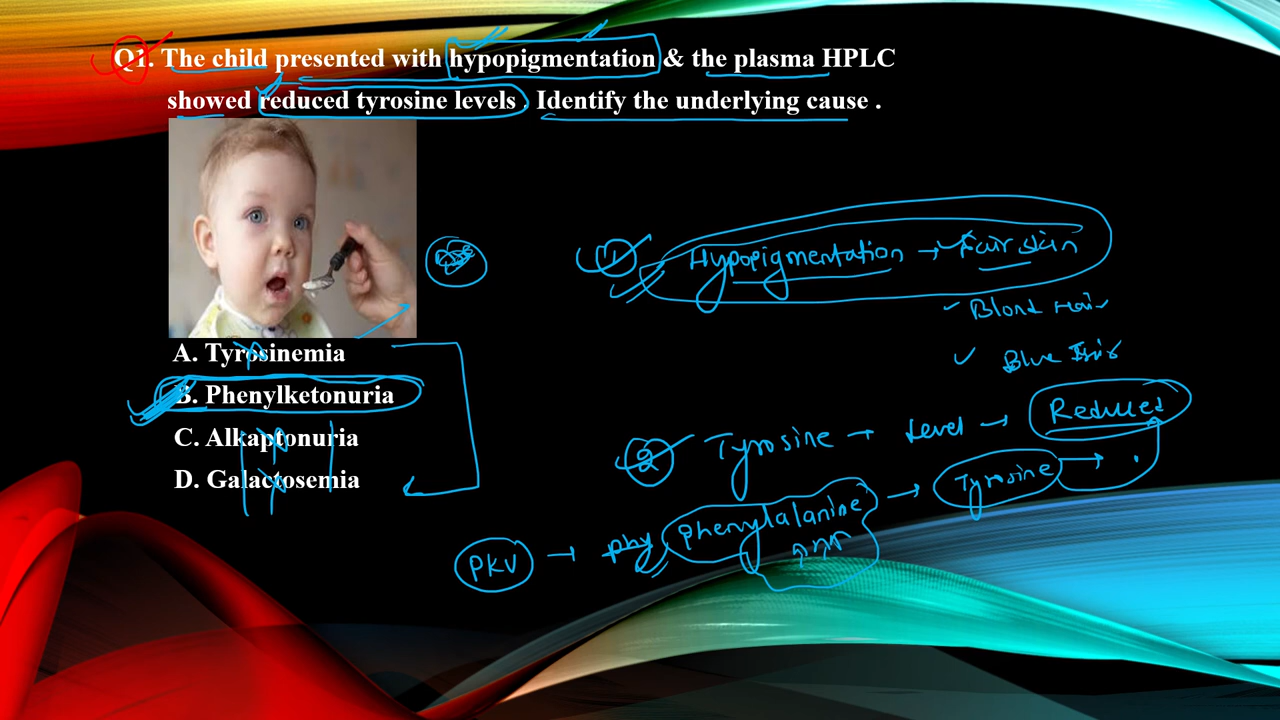 Q1. The child presented with hypopigmentation & the plasma HPLC
showed reduced tyrosine levels . Identify the underlying cause .
A. Tyrosinemia
B. Phenylketonuria
C. Alkaptonuria
D. Galactosemia
① Hypopigmentation → Fair skin
✓ Blond Hair
✓ Blue Iris
② Tyrosine → Level → Reduced
PKU → phy phenylalanine → Tyrosine →
↑↑↑